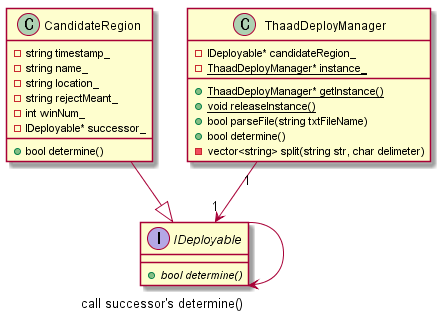 C CandidateRegion
string timestamp_
string name_
string location_
string rejectMeant_
int winNum_
IDeployable* successor_
bool determine()
C ThaadDeployManager
IDeployable* candidateRegion_
ThaadDeployManager* instance_
ThaadDeployManager* getInstance()
void releaseInstance()
bool parseFile(string txtFileName)
bool determine()
vector<string> split(string str, char delimeter)
1
1
I IDeployable
bool determine()
call successor's determine()